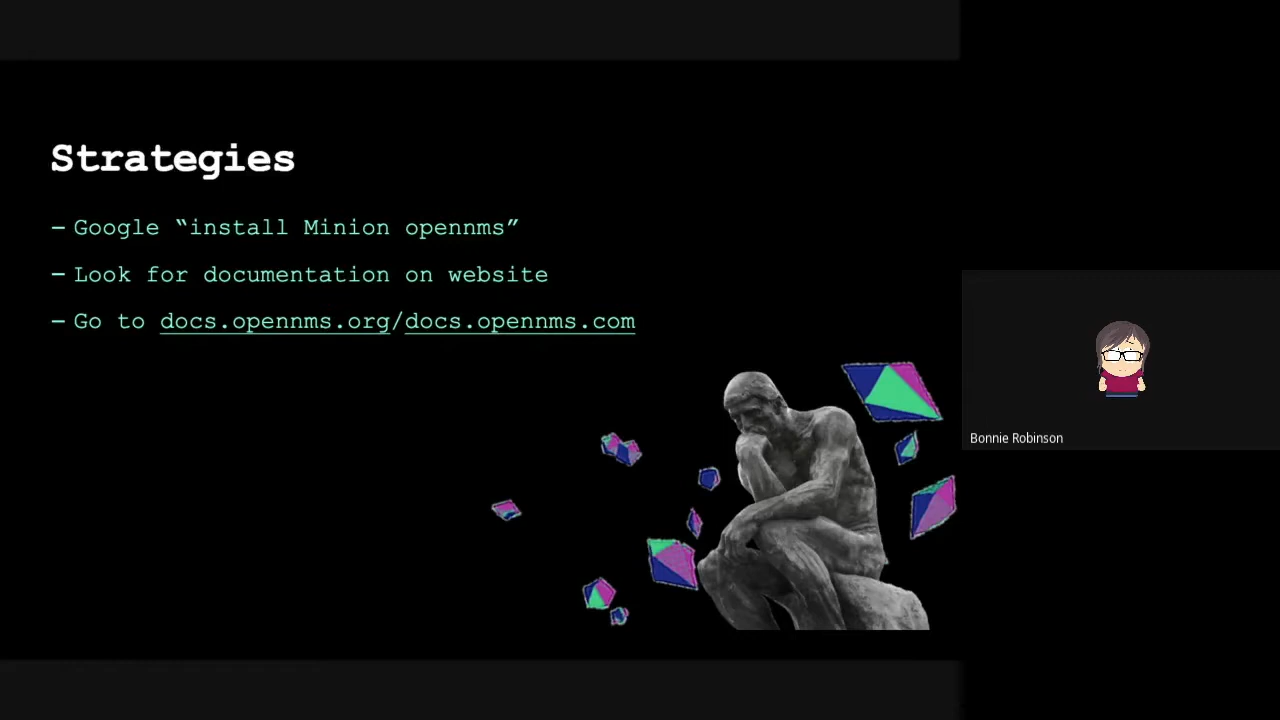 Strategies
– Google “install Minion opennms”
– Look for documentation on website
– Go to docs.opennms.org/docs.opennms.com
Bonnie Robinson